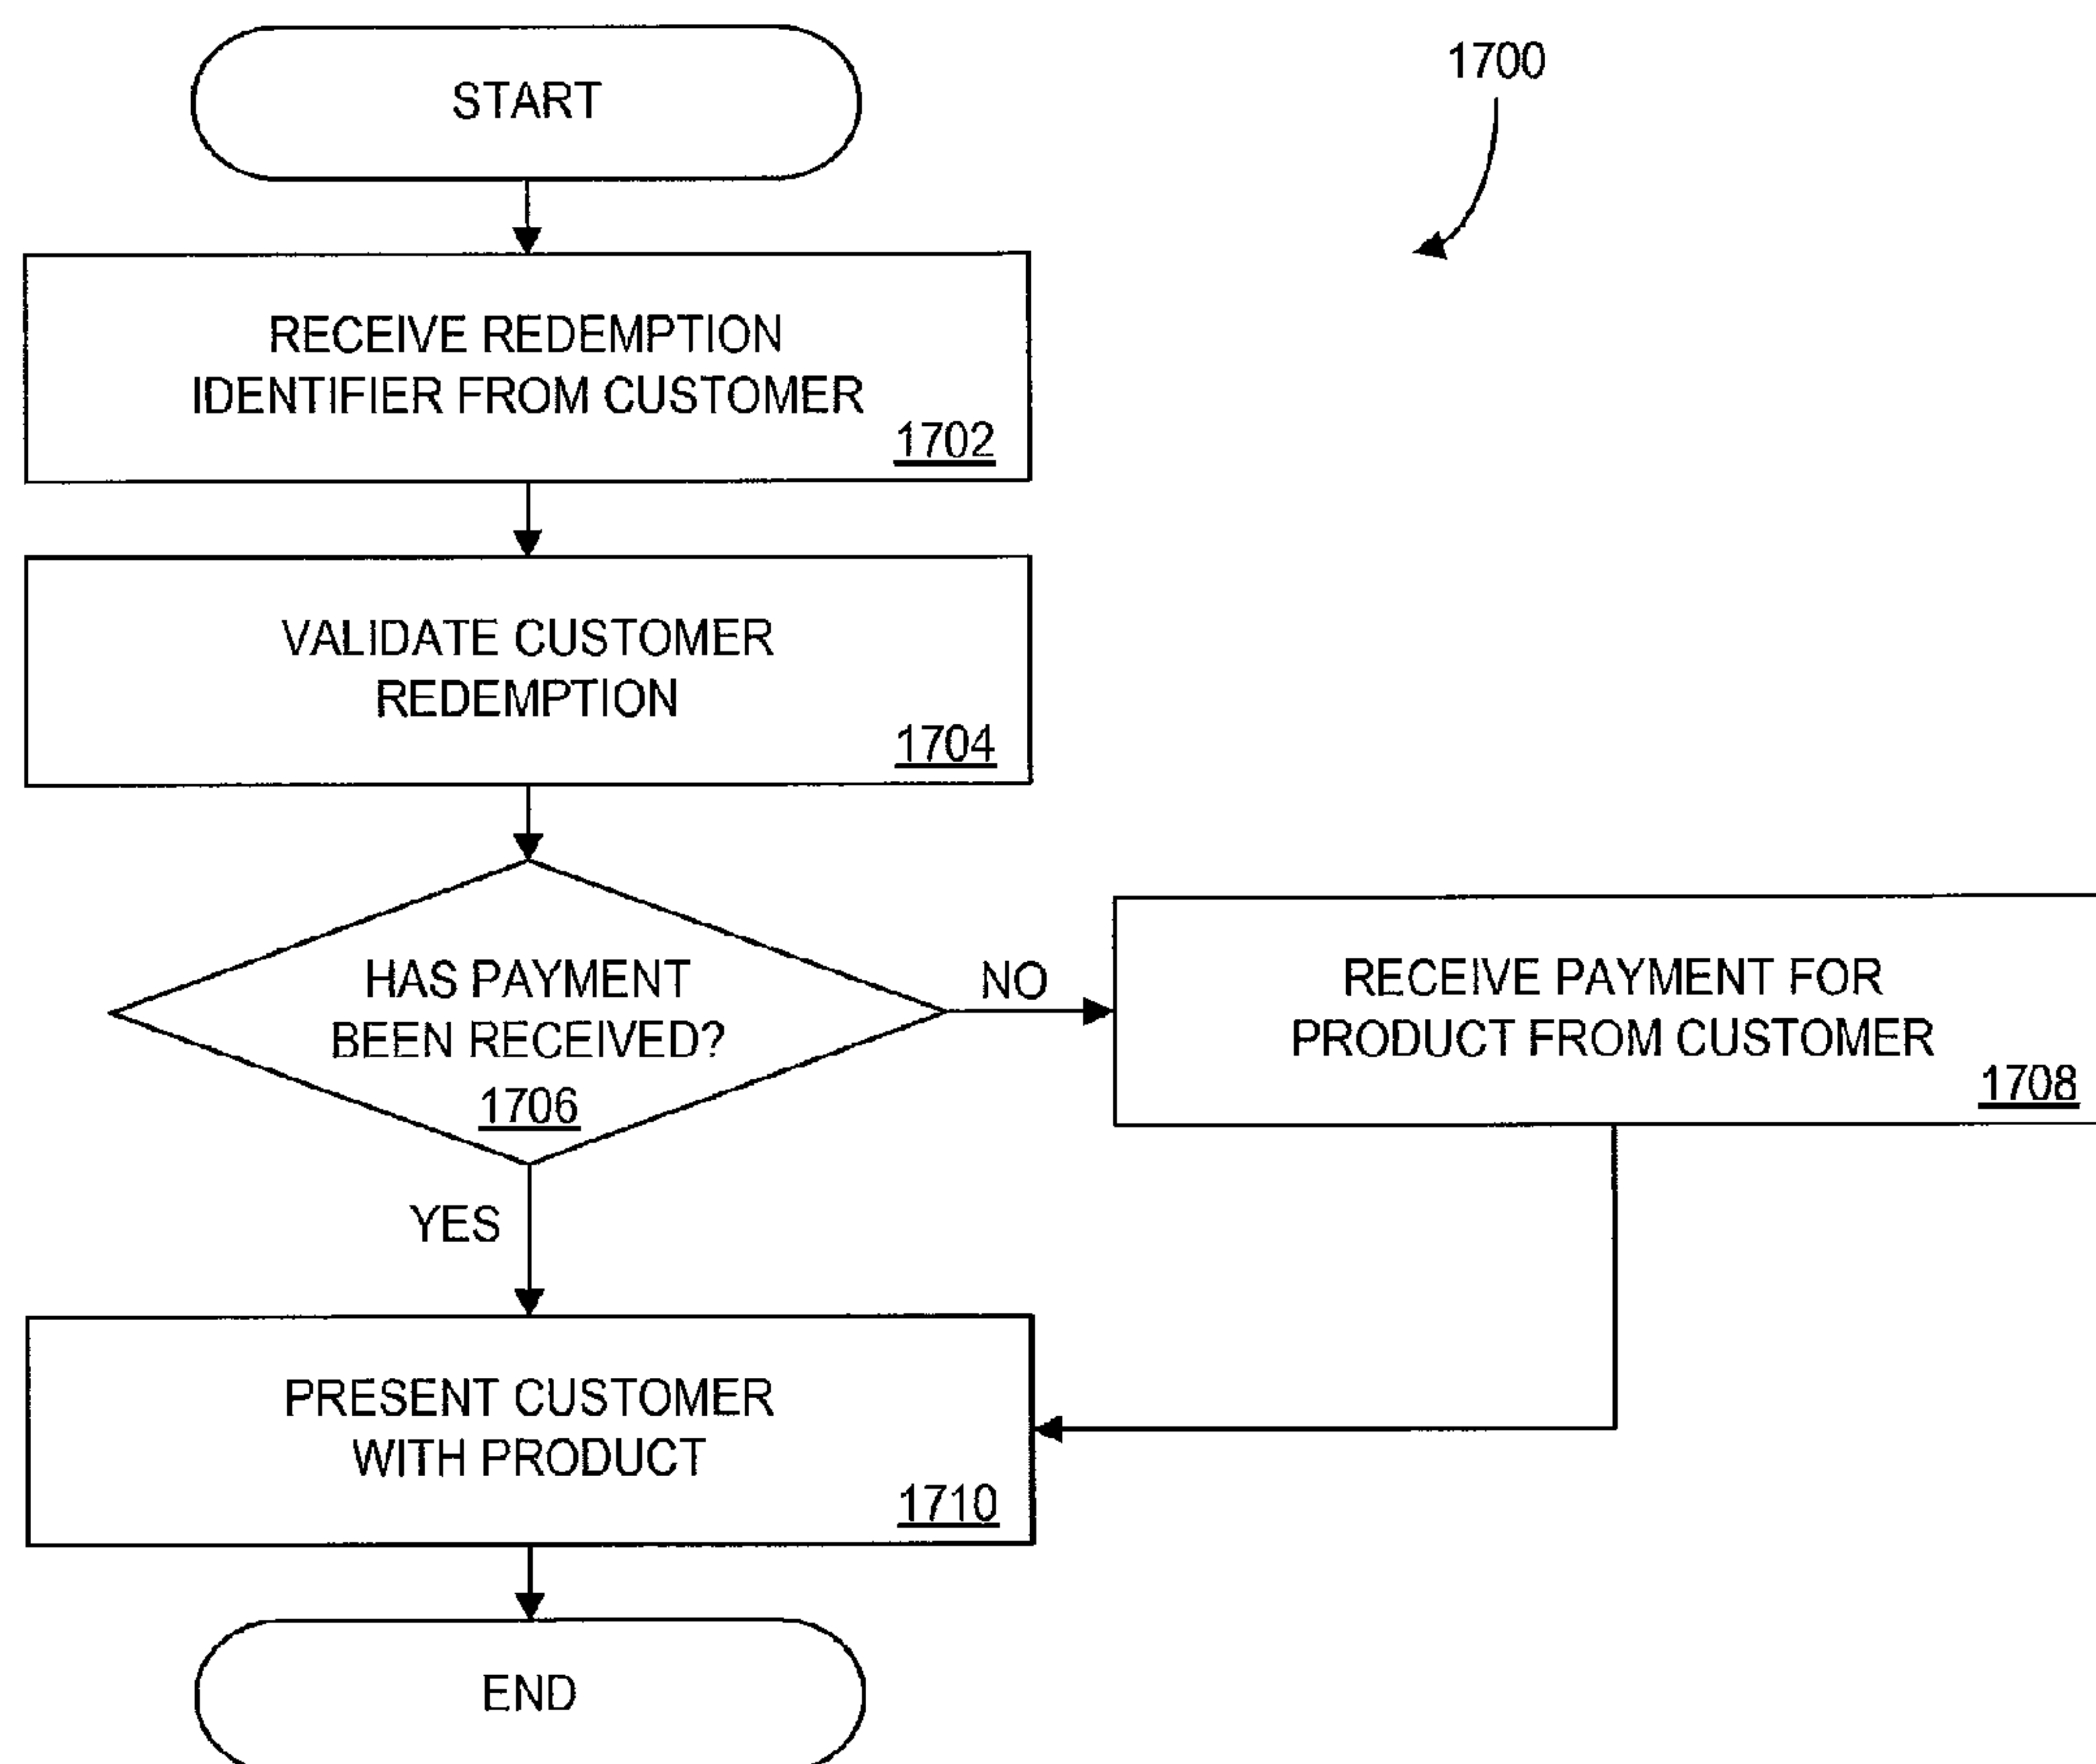 START
1700
RECEIVE REDEMPTION
IDENTIFIER FROM CUSTOMER
1702
VALIDATE CUSTOMER
REDEMPTION
1704
HAS PAYMENT
BEEN RECEIVED?
1706
NO
RECEIVE PAYMENT FOR
PRODUCT FROM CUSTOMER
1708
YES
PRESENT CUSTOMER
WITH PRODUCT
1710
END